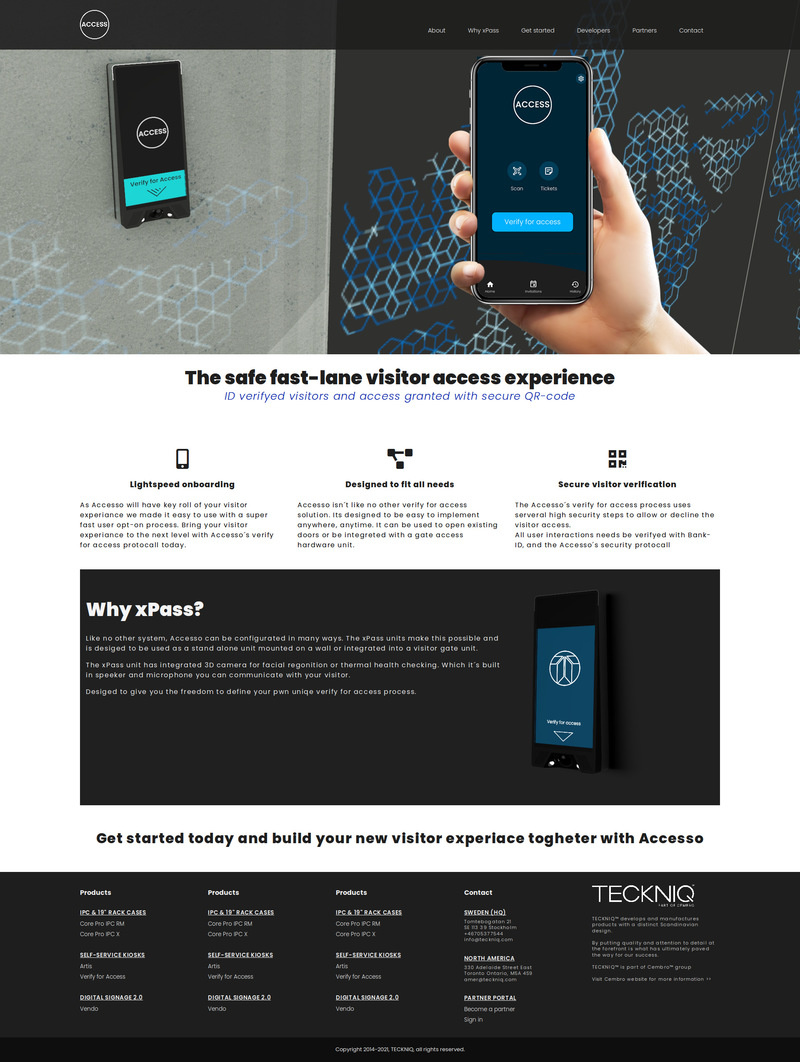 ACCESS
About Why xPass Get started Developers Partners Contact
ACCESS
Verify for Access
ACCESS
Scan Tickets
Verify for access
Home Invitations History
The safe fast-lane visitor access experience
ID verifyed visitors and access granted with secure QR-code
Lightspeed onboarding
As Accesso will have key roll of your visitor
experiance we made it easy to use with a super
fast user opt-on process. Bring your visitor
experiance to the next level with Accesso´s verify
for access protocall today.
Designed to fit all needs
Accesso isn´t like no other verify for access
solution. Its designed to be easy to implement
anywhere, anytime. It can be used to open existing
doors or be integreted with a gate access
hardware unit.
Secure visitor verification
The Accesso´s verify for access process uses
serveral high security steps to allow or decline the
visitor access.
All user Interactions needs be verifyed with Bank-
ID, and the Accesso´s security protocall
Why xPass?
Like no other system, Accesso can be configurated in many ways. The xPass units make this possible and
is desiged to be used as a stand alone unit mounted on a wall or integrated into a visitor gate unit.
The xPass unit has integrated 3D camera for facial regonition or thermal health checking. Which it´s built
in speeker and microphone you can communicate with your visitor.
Desiged to give you the freedom to define your pwn uniqe verify for access process.
Verify for access
Get started today and build your new visitor experiace togheter with Accesso
Products
IPC & 19" RACK CASES
Core Pro IPC RM
Core Pro IPC X
SELF-SERVICE KIOSKS
Artis
Verify for Access
DIGITAL SIGNAGE 2.0
Vendo
Products
IPC & 19" RACK CASES
Core Pro IPC RM
Core Pro IPC X
SELF-SERVICE KIOSKS
Artis
Verify for Access
DIGITAL SIGNAGE 2.0
Vendo
Products
IPC & 19" RACK CASES
Core Pro IPC RM
Core Pro IPC X
SELF-SERVICE KIOSKS
Artis
Verify for Access
DIGITAL SIGNAGE 2.0
Vendo
Contact
SWEDEN (HQ)
Tomtebogatan 21
SE 113 39 Stockholm
+46705377544
info@teckniq.com
NORTH AMERICA
330 Adelaide Street East
Toronto Ontario, M5A 4S9
amer@teckniq.com
PARTNER PORTAL
Become a partner
Sign in
TECKNIQ
PART OF CEMBRO
TECKNIQ™ develops and manufactures
products with a distinct Scandinavian
design.
By putting quality and attention to detail at
the forefront is what has ultimately paved
the way for our success.
TECKNIQ™ is part of Cembro™ group
Visit Cembro website for more information >>
Copyright 2014-2021, TECKNIQ, all rights reserved.